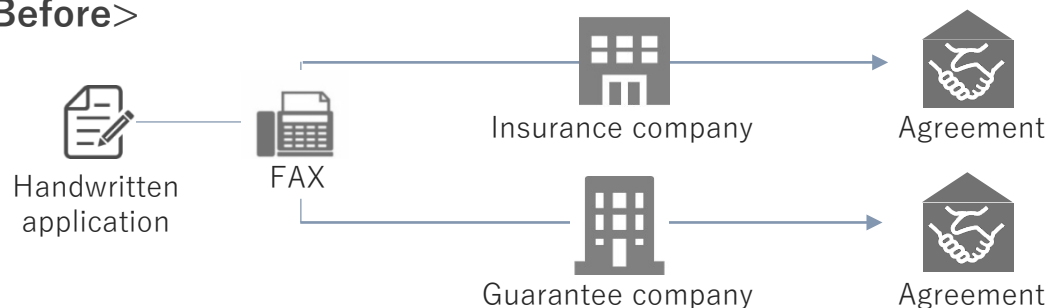 Before>
Handwritten
application
FAX
Insurance company
Agreement
Guarantee company
Agreement